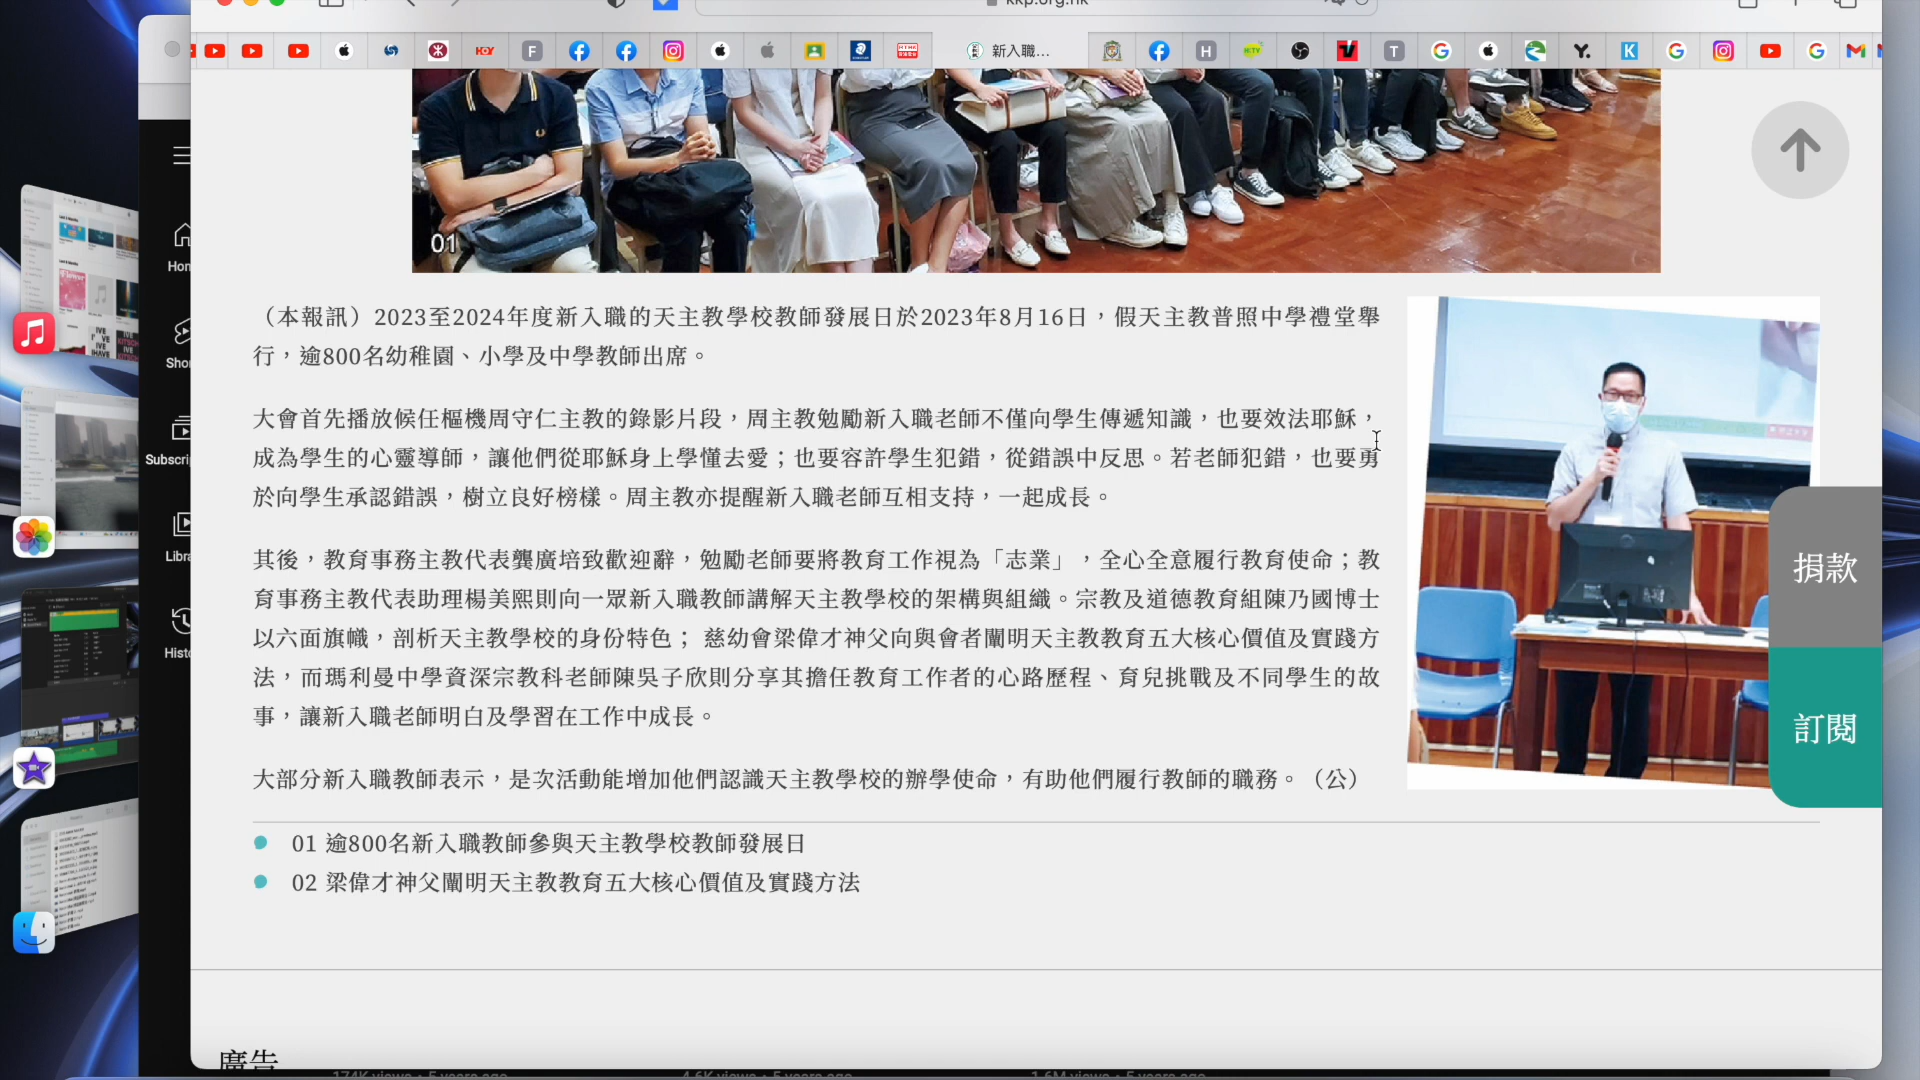 kkp.org.hk
新入職...
01
（本報訊）2023至2024年度新入職的天主教學校教師發展日於2023年8月16日，假天主教普照中學禮堂舉
行，逾800名幼稚園、小學及中學教師出席。
大會首先播放候任樞機周守仁主教的錄影片段，周主教勉勵新入職老師不僅向學生傳遞知識，也要效法耶穌，
成為學生的心靈導師，讓他們從耶穌身上學懂去愛；也要容許學生犯錯，從錯誤中反思。若老師犯錯，也要勇
於向學生承認錯誤，樹立良好榜樣。周主教亦提醒新入職老師互相支持，一起成長。
其後，教育事務主教代表龔廣培致歡迎辭，勉勵老師要將教育工作視為「志業」，全心全意履行教育使命；教
育事務主教代表助理楊美熙則向一眾新入職教師講解天主教學校的架構與組織。宗教及道德教育組陳乃國博士
以六面旗幟，剖析天主教學校的身份特色； 慈幼會梁偉才神父向與會者闡明天主教教育五大核心價值及實踐方
法，而瑪利曼中學資深宗教科老師陳吳子欣則分享其擔任教育工作者的心路歷程、育兒挑戰及不同學生的故
事，讓新入職老師明白及學習在工作中成長。
大部分新入職教師表示，是次活動能增加他們認識天主教學校的辦學使命，有助他們履行教師的職務。（公）
01 逾800名新入職教師參與天主教學校教師發展日
02 梁偉才神父闡明天主教教育五大核心價值及實踐方法
捐款
訂閱
廣告
Hom
Shor
Subscri
Libra
Histo
174K views • 5 years ago
4.6K views • 5 years ago
1.6M views • 5 years ago